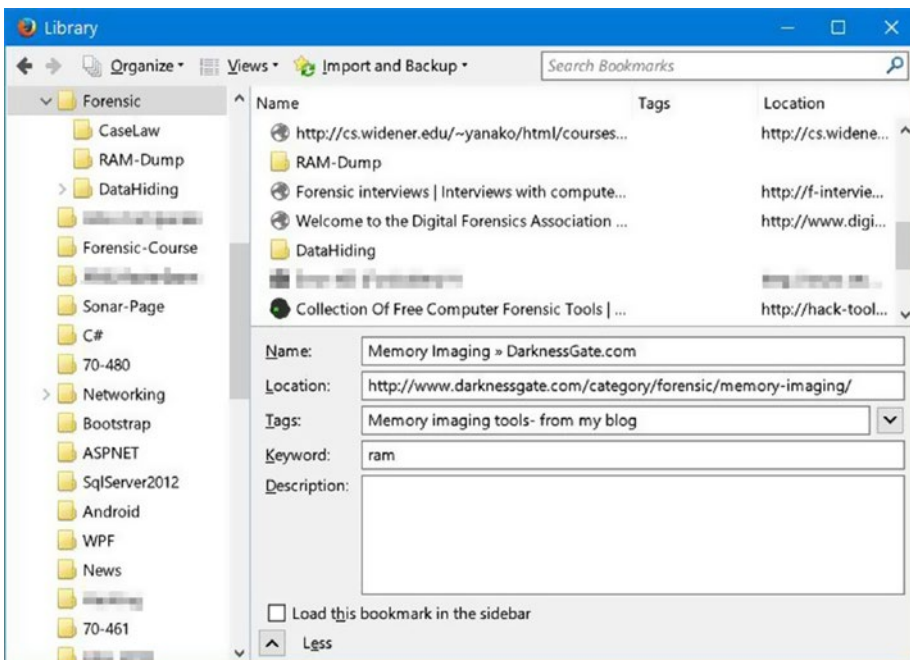 Library
Organize Views Import and Backup Search Bookmarks
Forensic
CaseLaw
RAM-Dump
DataHiding
Forensic-Course
Sonar-Page
C#
70-480
Networking
Bootstrap
ASPNET
SqlServer2012
Android
WPF
News
70-461
Name Tags Location
http://cs.widener.edu/~yanako/html/courses... http://cs.widene...
RAM-Dump
Forensic interviews | Interviews with compute... http://f-intervie...
Welcome to the Digital Forensics Association ... http://www.digi...
DataHiding
Collection Of Free Computer Forensic Tools | ... http://hack-tool...
Name: Memory Imaging » DarknessGate.com
Location: http://www.darknessgate.com/category/forensic/memory-imaging/
Tags: Memory imaging tools- from my blog
Keyword: ram
Description:
Load this bookmark in the sidebar
Less